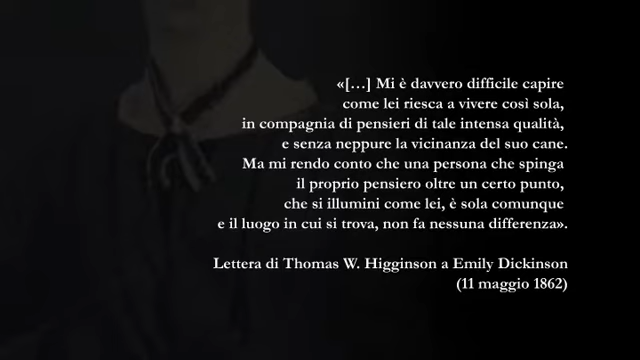 «[…] Mi è davvero difficile capire
come lei riesca a vivere così sola,
in compagnia di pensieri di tale intensa qualità,
e senza neppure la vicinanza del suo cane.
Ma mi rendo conto che una persona che spinga
il proprio pensiero oltre un certo punto,
che si illumini come lei, è sola comunque
e il luogo in cui si trova, non fa nessuna differenza».
Lettera di Thomas W. Higginson a Emily Dickinson
(11 maggio 1862)